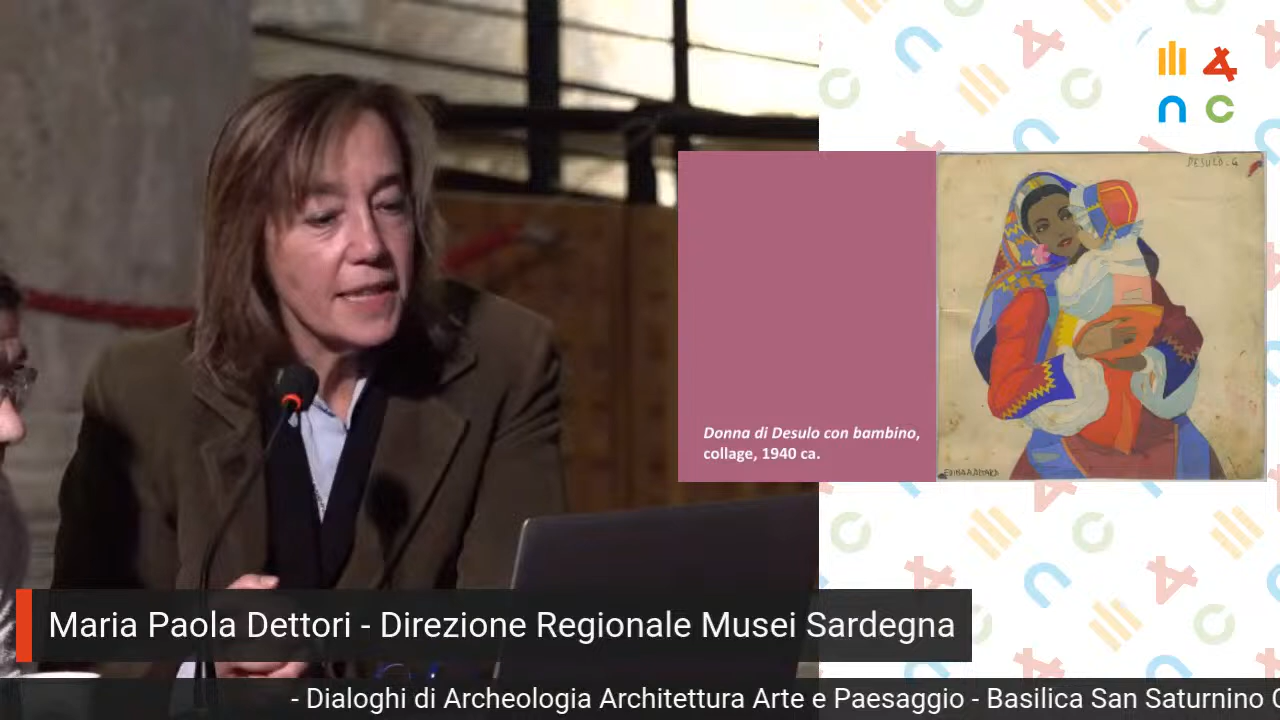 DESULO. 4
Donna di Desulo con bambino,
collage, 1940 ca.
Maria Paola Dettori - Direzione Regionale Musei Sardegna
- Dialoghi di Archeologia Architettura Arte e Paesaggio - Basilica San Saturnino